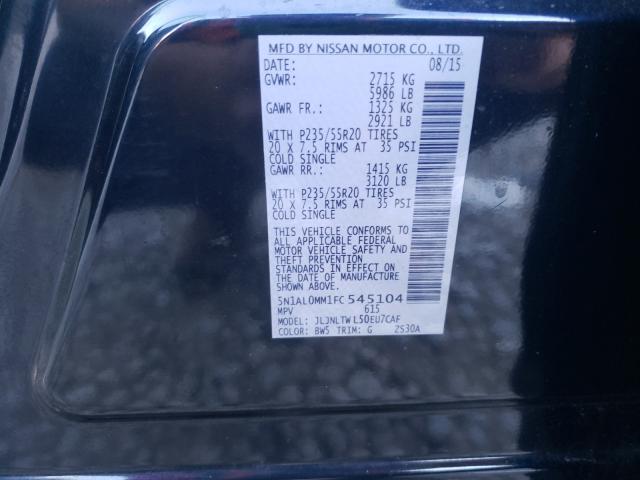 MFD BY NISSAN MOTOR CO., LTD.
DATE: 08/15
GVWR: 2715 KG
5986 LB
GAWR FR.: 1325 KG
2921 LB
WITH P235/55R20 TIRES
20 X 7.5 RIMS AT 35 PSI
COLD SINGLE
GAWR RR.: 1415 KG
3120 LB
WITH P235/55R20 TIRES
20 X 7.5 RIMS AT 35 PSI
COLD SINGLE
THIS VEHICLE CONFORMS TO
ALL APPLICABLE FEDERAL
MOTOR VEHICLE SAFETY AND
THEFT PREVENTION
STANDARDS IN EFFECT ON
THE DATE OF MANUFACTURE
SHOWN ABOVE.
5N1AL0MM1FC 545104
MPV 615
MODEL: JLJNLTW L50EU7CAF
COLOR: BW5 TRIM: G 2S30A